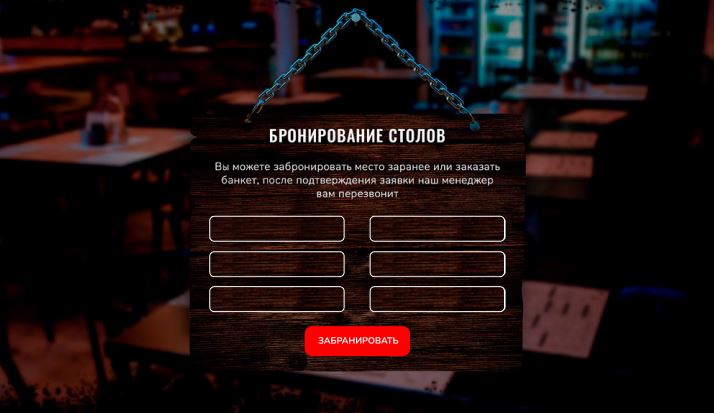 БРОНИРОВАНИЕ СТОЛОВ
Вы можете забронировать место заранее или заказать
банкет, после подтверждения заявки наш менеджер
вам перезвонит
ЗАБРАНИРОВАТЬ